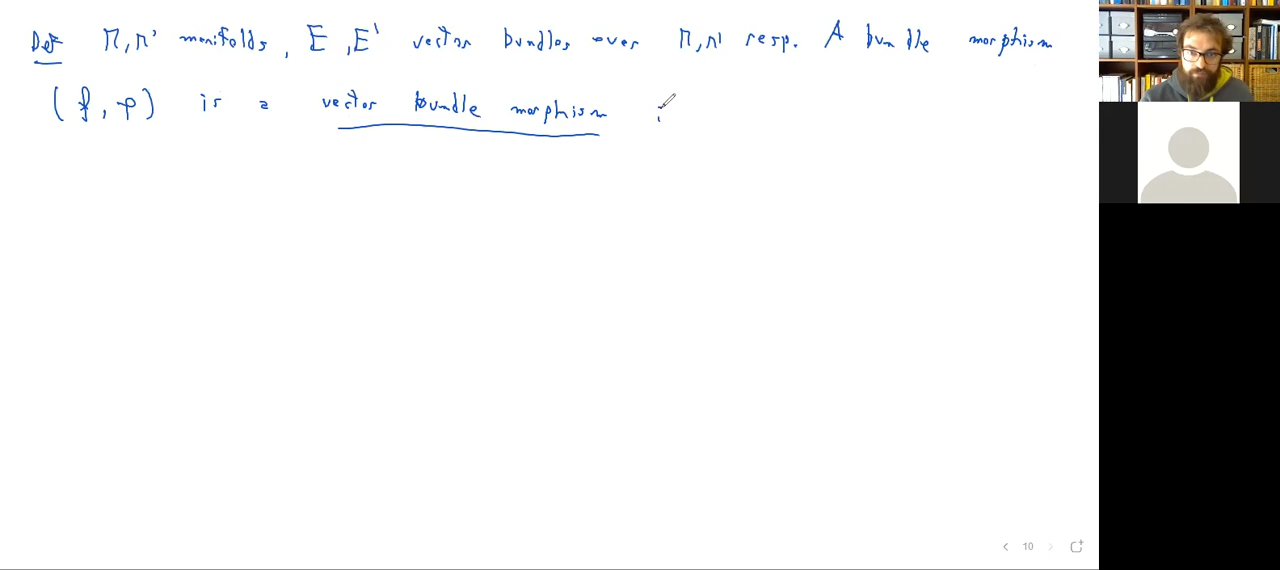 Def M, M' manifolds, E, E' vector bundles over M, M' resp. A bundle morphism
(f, φ) is a vector bundle morphism
10